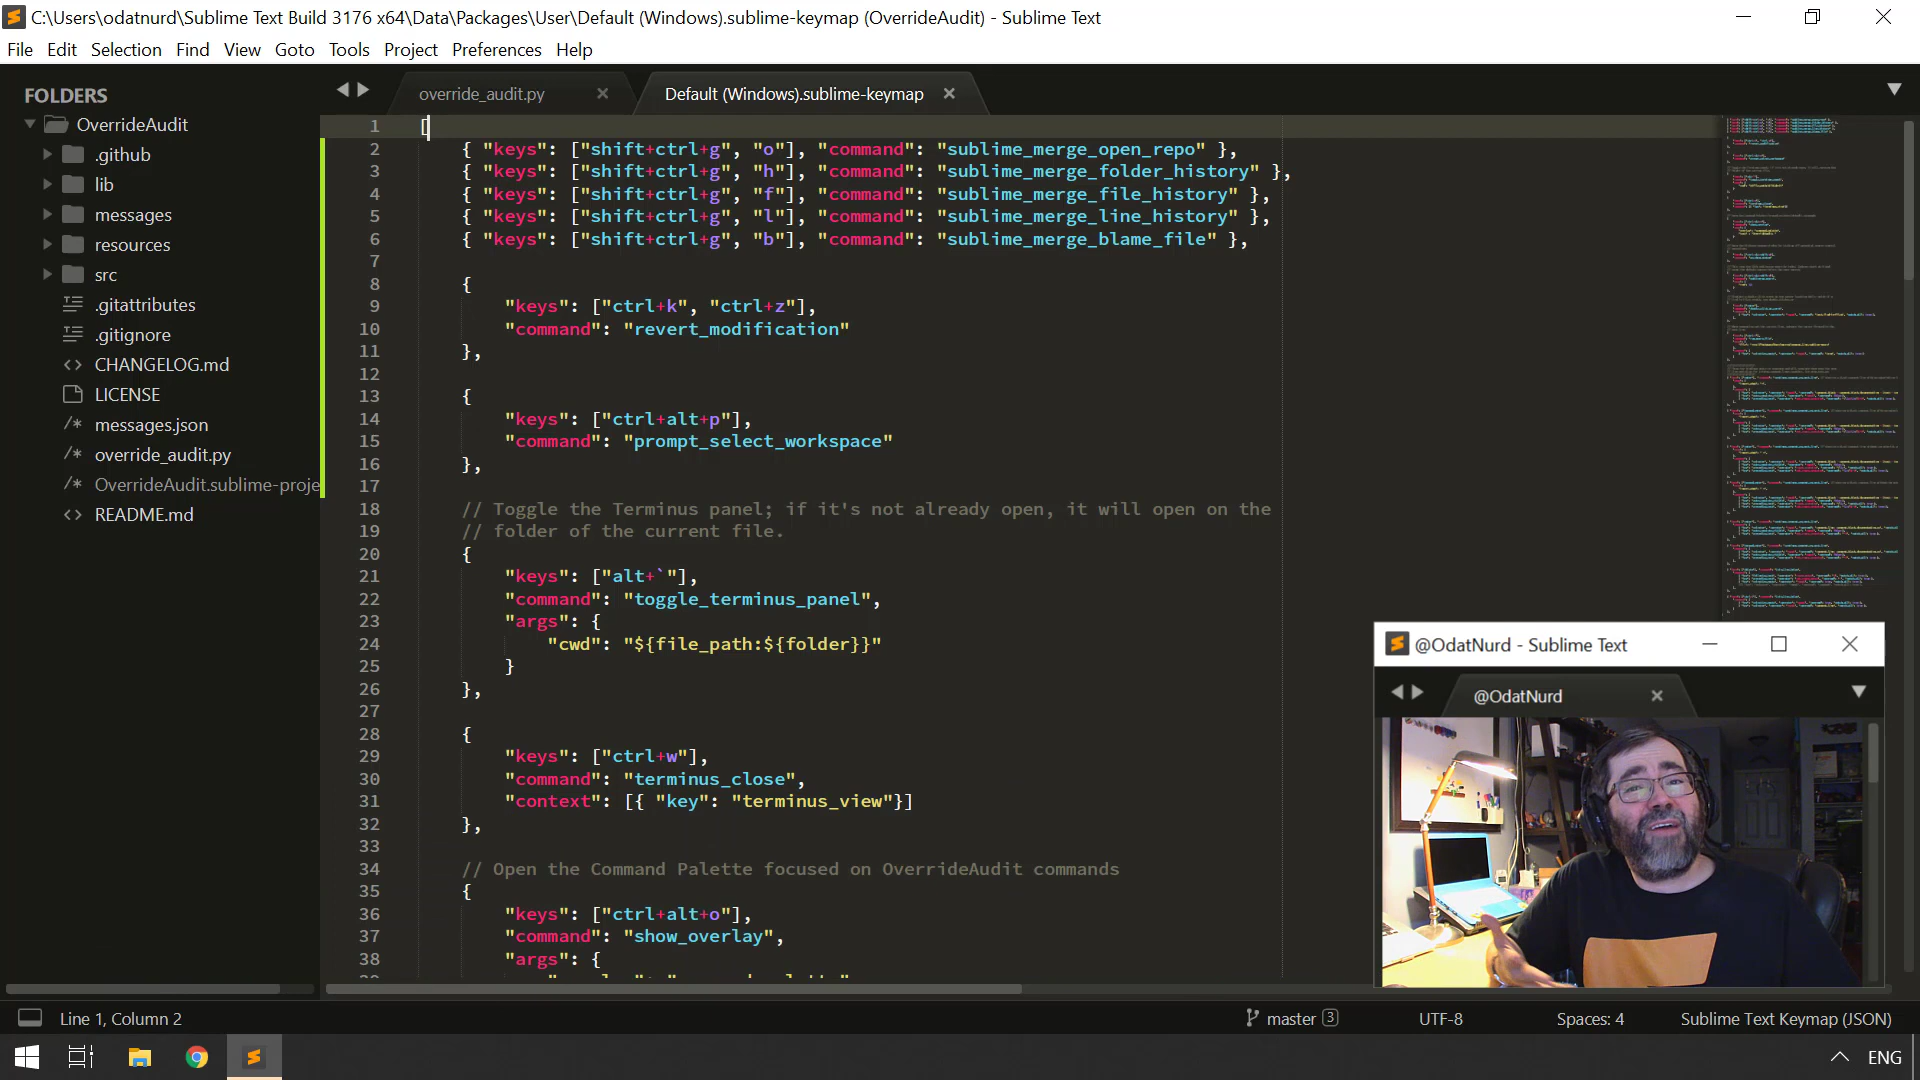 C:\Users\odatnurd\Sublime Text Build 3176 x64\Data\Packages\User\Default (Windows).sublime-keymap (OverrideAudit) - Sublime Text
File Edit Selection Find View Goto Tools Project Preferences Help
FOLDERS
OverrideAudit
.github
lib
messages
resources
src
.gitattributes
.gitignore
CHANGELOG.md
LICENSE
messages.json
override_audit.py
OverrideAudit.sublime-proje
README.md
override_audit.py
Default (Windows).sublime-keymap
1 [
2 { "keys": ["shift+ctrl+g", "o"], "command": "sublime_merge_open_repo" },
3 { "keys": ["shift+ctrl+g", "h"], "command": "sublime_merge_folder_history" },
4 { "keys": ["shift+ctrl+g", "f"], "command": "sublime_merge_file_history" },
5 { "keys": ["shift+ctrl+g", "l"], "command": "sublime_merge_line_history" },
6 { "keys": ["shift+ctrl+g", "b"], "command": "sublime_merge_blame_file" },
7
8 {
9 "keys": ["ctrl+k", "ctrl+z"],
10 "command": "revert_modification"
11 },
12
13 {
14 "keys": ["ctrl+alt+p"],
15 "command": "prompt_select_workspace"
16 },
17
18 // Toggle the Terminus panel; if it's not already open, it will open on the
19 // folder of the current file.
20 {
21 "keys": ["alt+`"],
22 "command": "toggle_terminus_panel",
23 "args": {
24 "cwd": "${file_path:${folder}}"
25 }
26 },
27
28 {
29 "keys": ["ctrl+w"],
30 "command": "terminus_close",
31 "context": [{ "key": "terminus_view"}]
32 },
33
34 // Open the Command Palette focused on OverrideAudit commands
35 {
36 "keys": ["ctrl+alt+o"],
37 "command": "show_overlay",
38 "args": {
@OdatNurd - Sublime Text
@OdatNurd
Line 1, Column 2
master 3
UTF-8
Spaces: 4
Sublime Text Keymap (JSON)
ENG